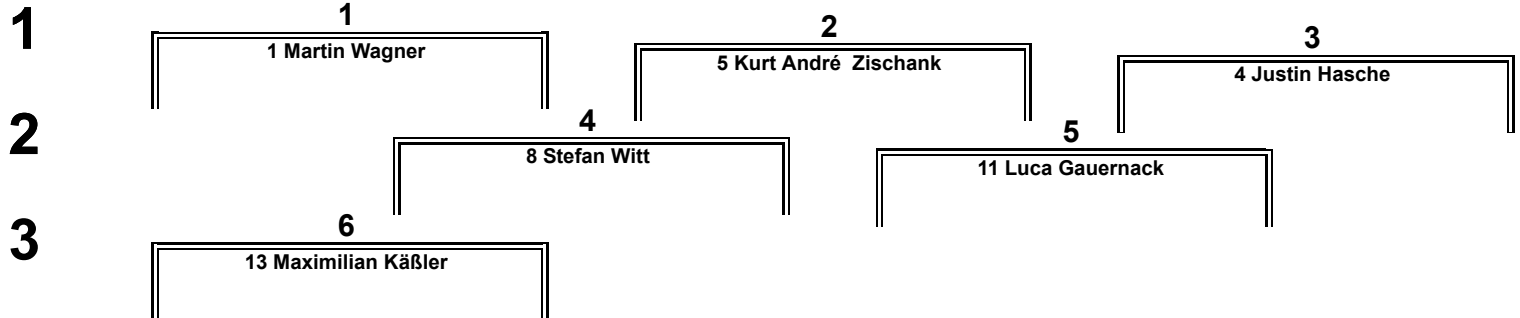 1
1
2
3
1 Martin Wagner
5 Kurt André Zischank
4 Justin Hasche
2
4
5
8 Stefan Witt
11 Luca Gauernack
3
6
13 Maximilian Käßler